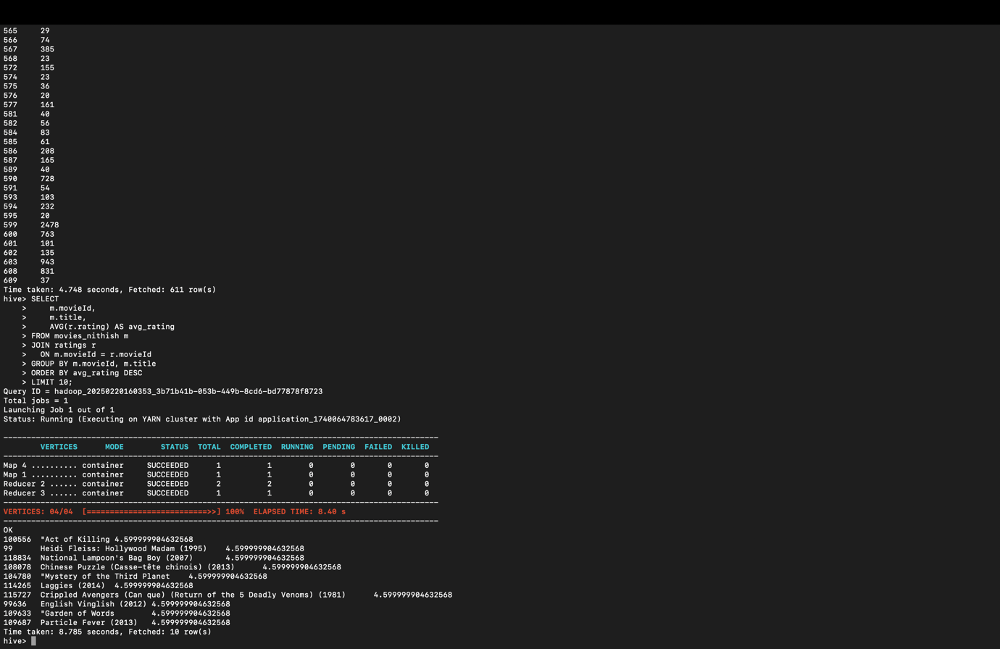 565     29
566     74
567     385
568     23
572     155
574     23
575     36
576     20
577     161
581     40
582     56
584     83
585     61
586     208
587     165
589     40
590     728
591     54
593     103
594     232
595     20
599     2478
600     763
601     101
602     135
603     943
608     831
609     37
Time taken: 4.748 seconds, Fetched: 611 row(s)
hive> SELECT
    >     m.movieId,
    >     m.title,
    >     AVG(r.rating) AS avg_rating
    > FROM movies_nithish m
    > JOIN ratings r
    >   ON m.movieId = r.movieId
    > GROUP BY m.movieId, m.title
    > ORDER BY avg_rating DESC
    > LIMIT 10;
Query ID = hadoop_20250220160353_3b71b41b-053b-449b-8cd6-bd77878f8723
Total jobs = 1
Launching Job 1 out of 1
Status: Running (Executing on YARN cluster with App id application_1740064783617_0002)
----------------------------------------------------------------------------------------------
        VERTICES      MODE        STATUS  TOTAL  COMPLETED  RUNNING  PENDING  FAILED  KILLED
----------------------------------------------------------------------------------------------
Map 4 .......... container     SUCCEEDED      1          1        0        0       0       0
Map 1 .......... container     SUCCEEDED      1          1        0        0       0       0
Reducer 2 ...... container     SUCCEEDED      2          2        0        0       0       0
Reducer 3 ...... container     SUCCEEDED      1          1        0        0       0       0
----------------------------------------------------------------------------------------------
VERTICES: 04/04  [==========================>>] 100%  ELAPSED TIME: 8.40 s
----------------------------------------------------------------------------------------------
OK
100556  "Act of Killing 4.599999904632568
99      Heidi Fleiss: Hollywood Madam (1995)    4.599999904632568
118834  National Lampoon's Bag Boy (2007)       4.599999904632568
108078  Chinese Puzzle (Casse-tête chinois) (2013)      4.599999904632568
104780  "Mystery of the Third Planet    4.599999904632568
114265  Laggies (2014)  4.599999904632568
115727  Crippled Avengers (Can que) (Return of the 5 Deadly Venoms) (1981)      4.599999904632568
99636   English Vinglish (2012) 4.599999904632568
109633  "Garden of Words        4.599999904632568
109687  Particle Fever (2013)   4.599999904632568
Time taken: 8.785 seconds, Fetched: 10 row(s)
hive>